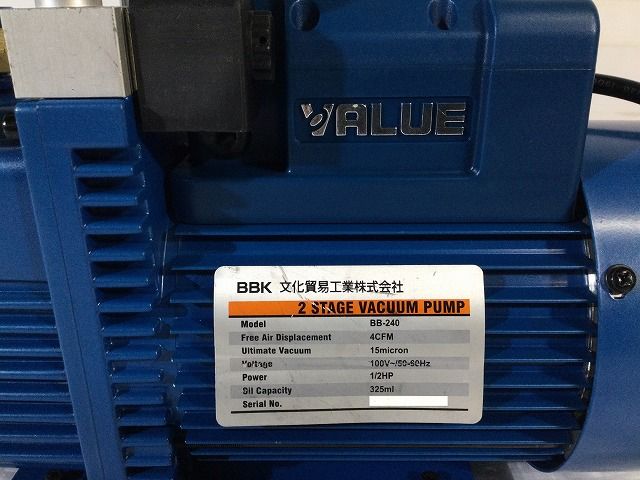 VALUE
BBK 文化貿易工業株式会社
2 STAGE VACUUM PUMP
Model BB-240
Free Air Displacement 4CFM
Ultimate Vacuum 15micron
Voltage 100V~/50-60Hz
Power 1/2HP
Oil Capacity 325ml
Serial No.